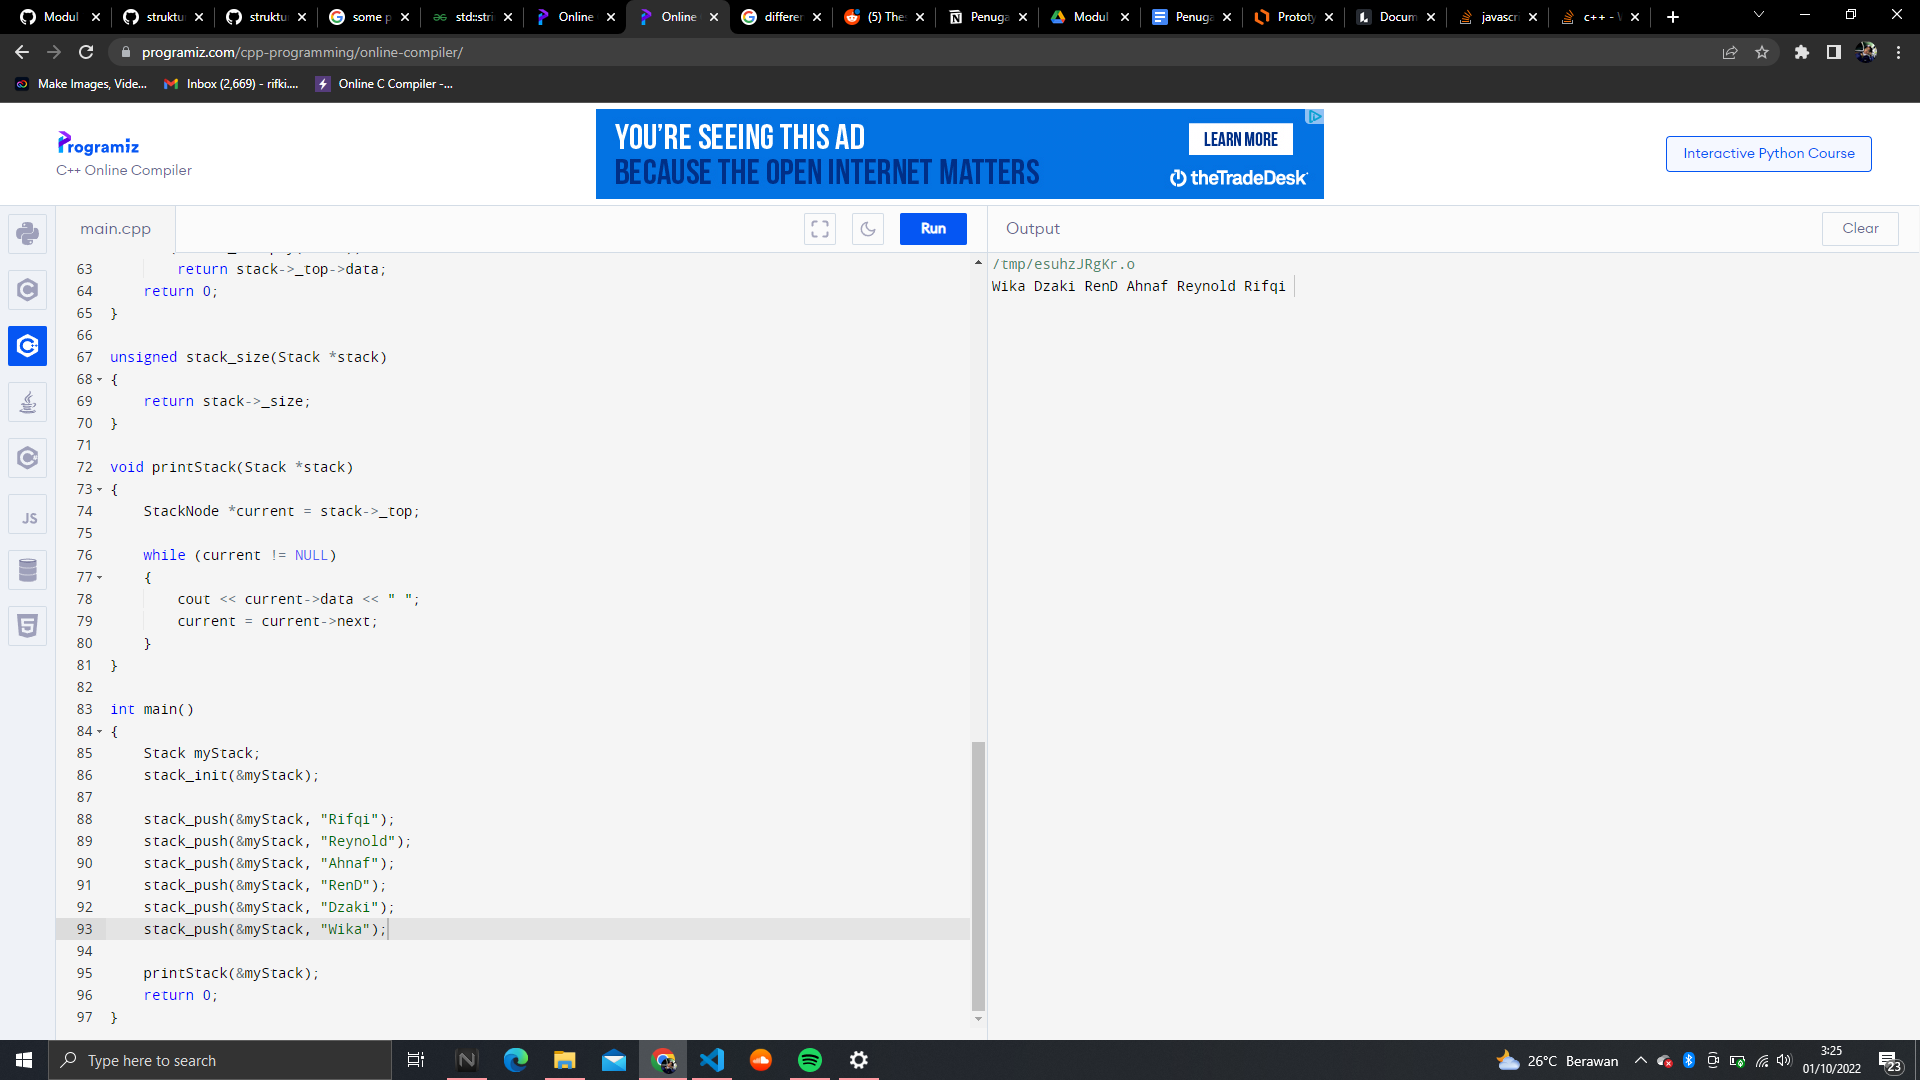 Modul
struktur
struktur
some p
std::stri
Online
Online
differen
(5) Ther
Penuga
Modul
Penuga
Prototy
Docum
javascri
c++ - V
programiz.com/cpp-programming/online-compiler/
Make Images, Vide...
Inbox (2,669) - rifki....
Online C Compiler -...
Programiz
C++ Online Compiler
YOU'RE SEEING THIS AD
BECAUSE THE OPEN INTERNET MATTERS
LEARN MORE
theTradeDesk
Interactive Python Course
main.cpp
Run
Output
Clear
63 return stack->_top->data;
64 return 0;
65 }
66
67 unsigned stack_size(Stack *stack)
68 {
69 return stack->_size;
70 }
71
72 void printStack(Stack *stack)
73 {
74 StackNode *current = stack->_top;
75
76 while (current != NULL)
77 {
78 cout << current->data << " ";
79 current = current->next;
80 }
81 }
82
83 int main()
84 {
85 Stack myStack;
86 stack_init(&myStack);
87
88 stack_push(&myStack, "Rifqi");
89 stack_push(&myStack, "Reynold");
90 stack_push(&myStack, "Ahnaf");
91 stack_push(&myStack, "RenD");
92 stack_push(&myStack, "Dzaki");
93 stack_push(&myStack, "Wika");
94
95 printStack(&myStack);
96 return 0;
97 }
/tmp/esuhzJRgKr.o
Wika Dzaki RenD Ahnaf Reynold Rifqi
JS
Type here to search
26°C Berawan
3:25
01/10/2022
23